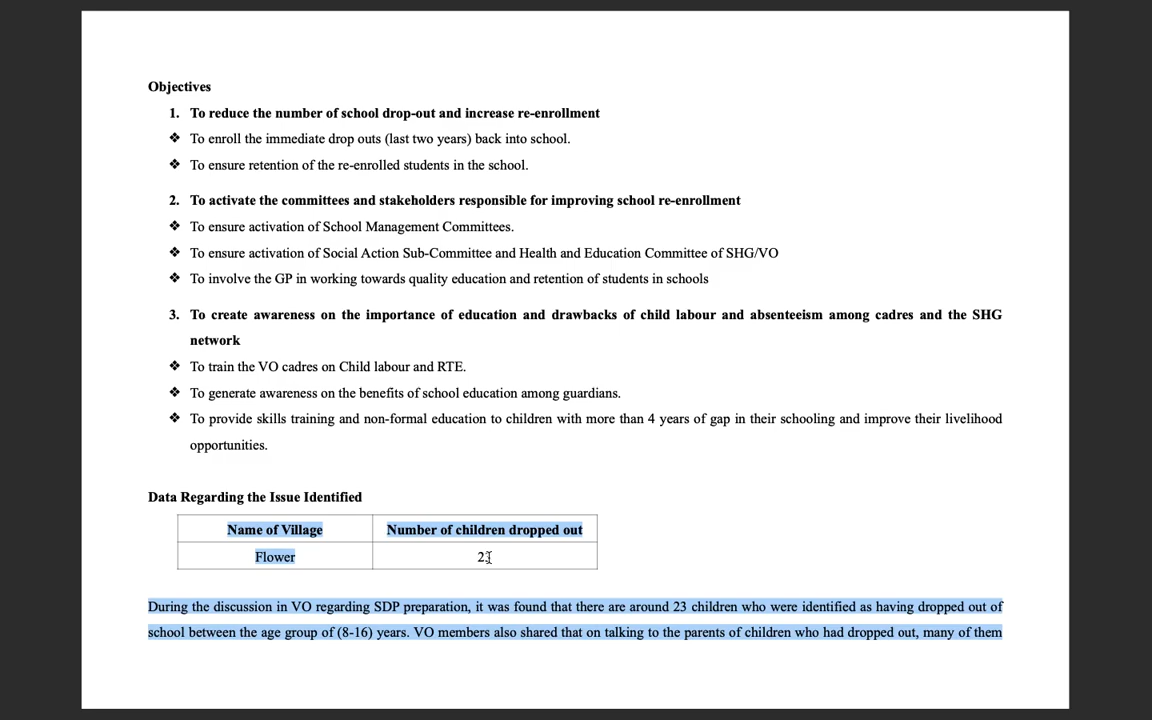 Objectives
1. To reduce the number of school drop-out and increase re-enrollment
❖ To enroll the immediate drop outs (last two years) back into school.
❖ To ensure retention of the re-enrolled students in the school.
2. To activate the committees and stakeholders responsible for improving school re-enrollment
❖ To ensure activation of School Management Committees.
❖ To ensure activation of Social Action Sub-Committee and Health and Education Committee of SHG/VO
❖ To involve the GP in working towards quality education and retention of students in schools
3. To create awareness on the importance of education and drawbacks of child labour and absenteeism among cadres and the SHG
network
❖ To train the VO cadres on Child labour and RTE.
❖ To generate awareness on the benefits of school education among guardians.
❖ To provide skills training and non-formal education to children with more than 4 years of gap in their schooling and improve their livelihood
opportunities.
Data Regarding the Issue Identified
Name of Village Number of children dropped out
Flower 23
During the discussion in VO regarding SDP preparation, it was found that there are around 23 children who were identified as having dropped out of
school between the age group of (8-16) years. VO members also shared that on talking to the parents of children who had dropped out, many of them